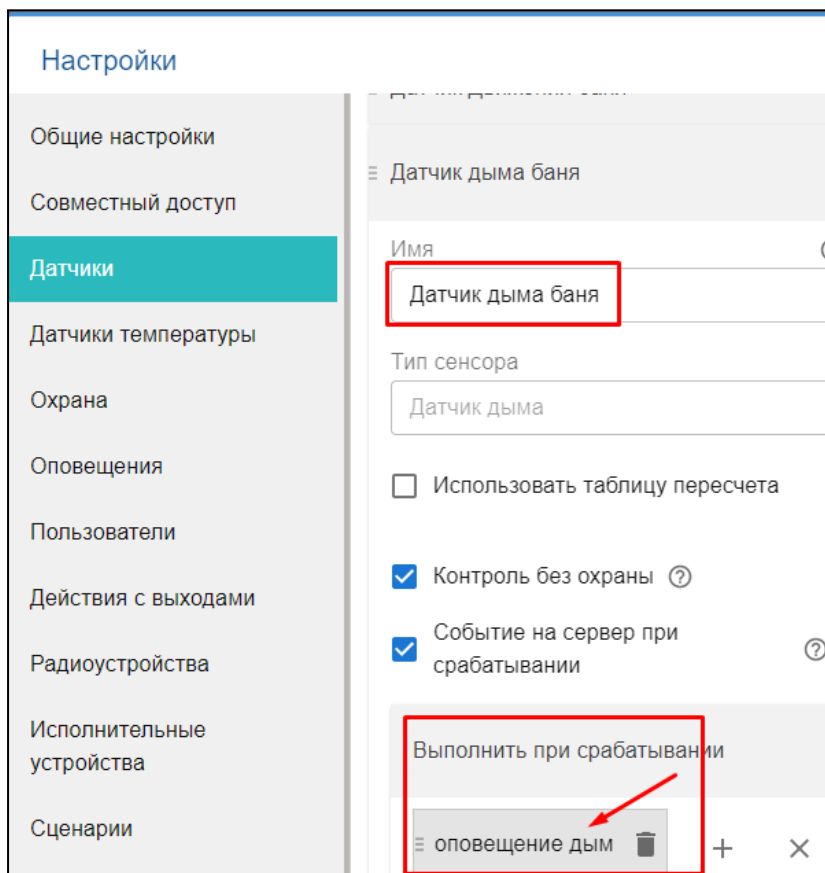 Настройки
Общие настройки
Совместный доступ
Датчики
Датчики температуры
Охрана
Оповещения
Пользователи
Действия с выходами
Радиоустройства
Исполнительные
устройства
Сценарии
Датчик дыма баня
Имя
Датчик дыма баня
Тип сенсора
Датчик дыма
Использовать таблицу пересчета
Контроль без охраны
Событие на сервер при
срабатывании
Выполнить при срабатывании
оповещение дым